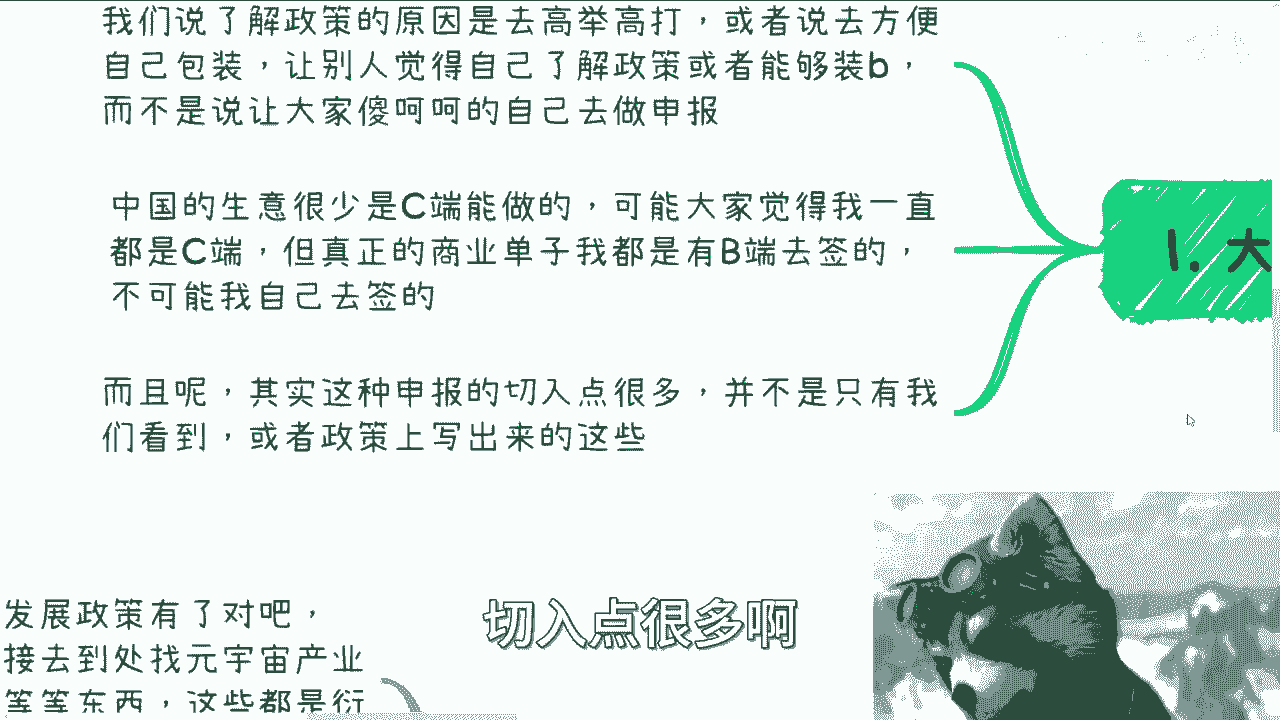 我们说了解政策的原因是去高举高打，或者说去方便
自己包装，让别人觉得自己了解政策或者能够装b，
而不是说让大家傻呵呵的自己去做申报
中国的生意很少是C端能做的，可能大家觉得我一直
都是C端，但真正的商业单子我都是有B端去签的，
不可能我自己去签的
而且呢，其实这种申报的切入点很多，并不是只有我
们看到，或者政策上写出来的这些
1. 大
发展政策有了对吧，
接去到处找元宇宙产业
等等东西，这些都是衍
切入点很多啊